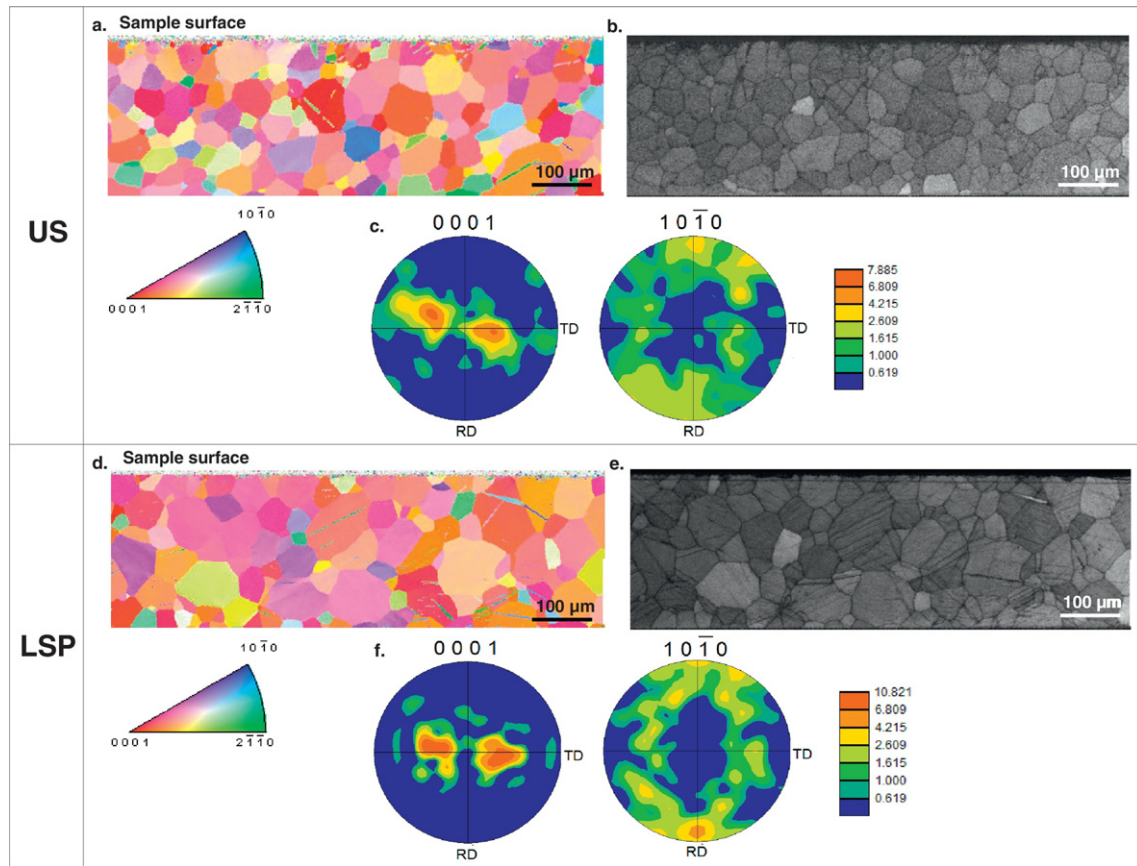 US
a. Sample surface
100 µm
b.
100 µm
10 1̅ 0
0 0 0 1
2 1̅ 1̅ 0
c.
0 0 0 1
TD
RD
1 0 1̅ 0
TD
RD
7.885
6.809
4.215
2.609
1.615
1.000
0.619
LSP
d. Sample surface
100 µm
e.
100 µm
10 1̅ 0
0 0 0 1
2 1̅ 1̅ 0
f.
0 0 0 1
TD
RD
1 0 1̅ 0
TD
RD
10.821
6.809
4.215
2.609
1.615
1.000
0.619